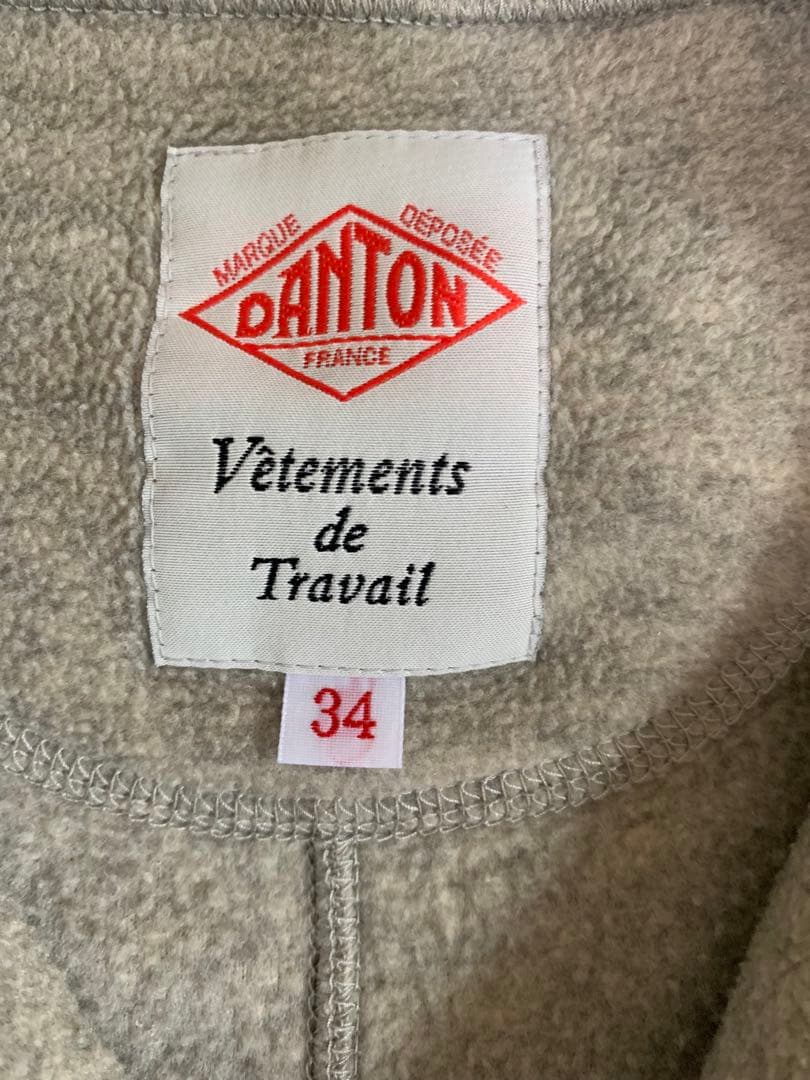 MARQUE DÉPOSÉE
DANTON
FRANCE
Vêtements
de
Travail
34